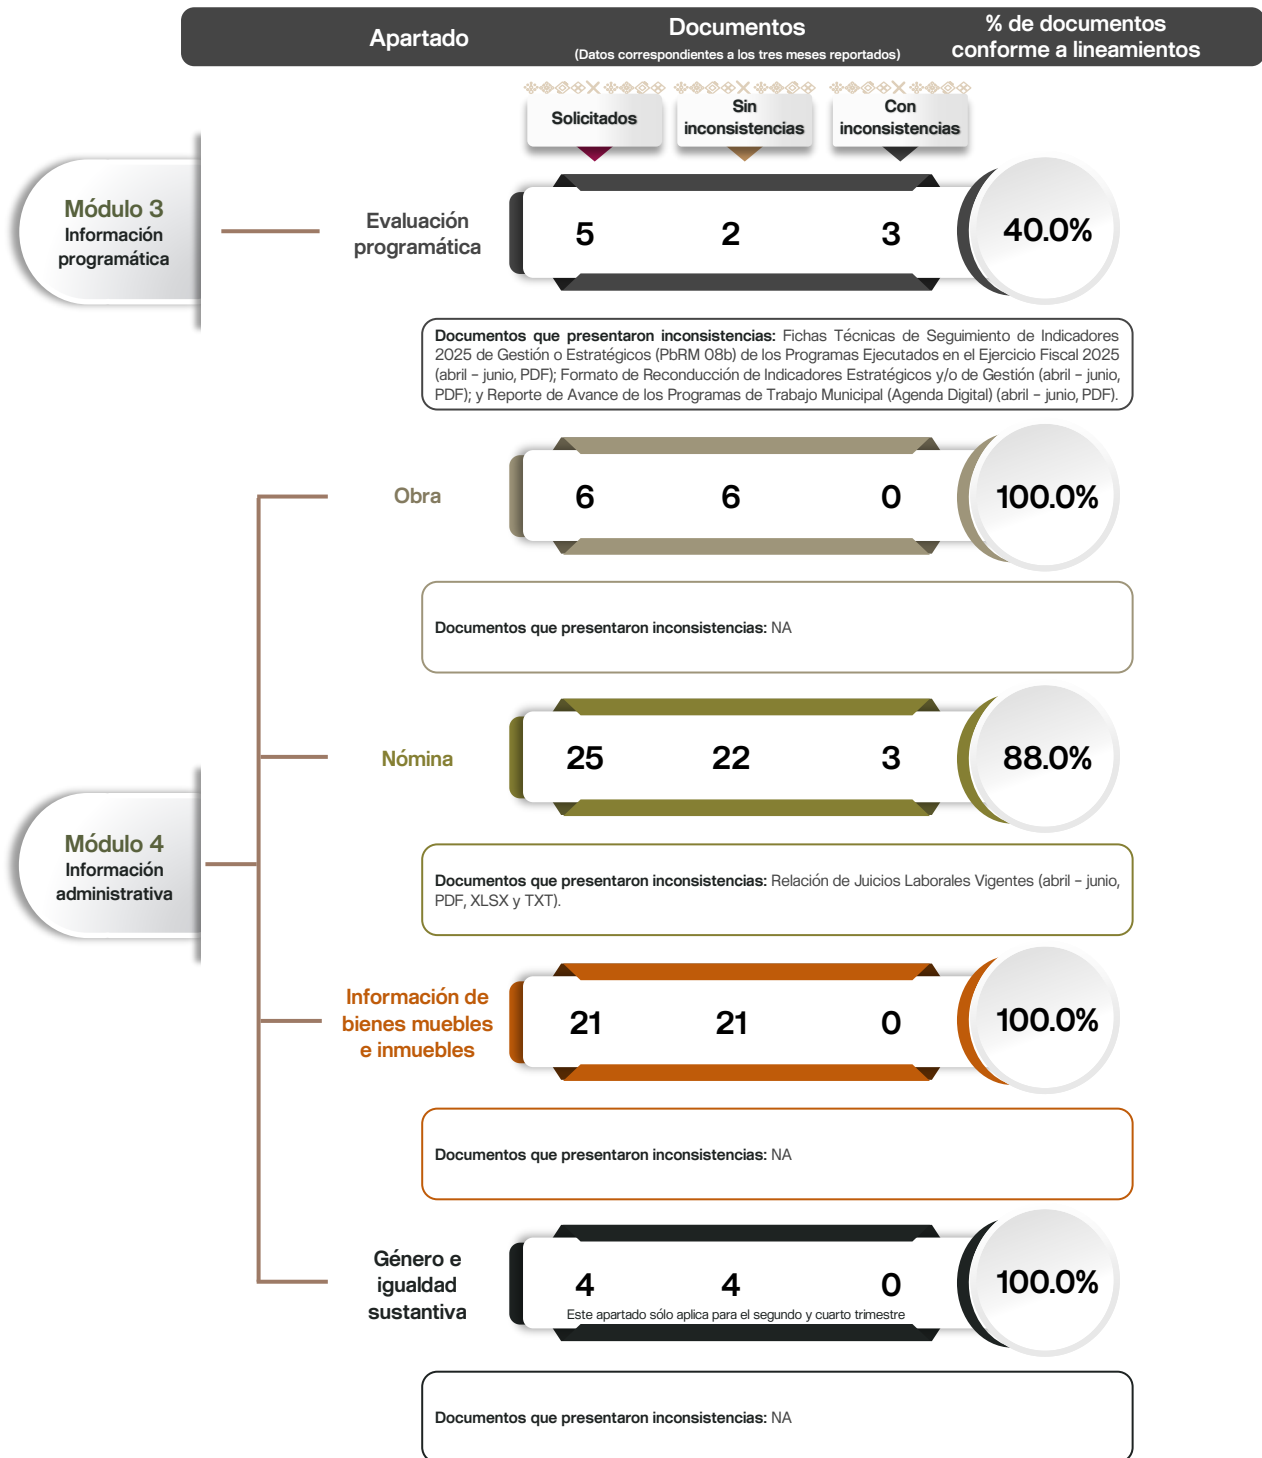 Apartado
Documentos
(Datos correspondientes a los tres meses reportados)
% de documentos
conforme a lineamientos
Solicitados
Sin
inconsistencias
Con
inconsistencias
Módulo 3
Información
programática
Evaluación
programática
5 2 3 40.0%
Documentos que presentaron inconsistencias: Fichas Técnicas de Seguimiento de Indicadores
2025 de Gestión o Estratégicos (PbRM 08b) de los Programas Ejecutados en el Ejercicio Fiscal 2025
(abril – junio, PDF); Formato de Reconducción de Indicadores Estratégicos y/o de Gestión (abril – junio,
PDF); y Reporte de Avance de los Programas de Trabajo Municipal (Agenda Digital) (abril – junio, PDF).
Módulo 4
Información
administrativa
Obra
6 6 0 100.0%
Documentos que presentaron inconsistencias: NA
Nómina
25 22 3 88.0%
Documentos que presentaron inconsistencias: Relación de Juicios Laborales Vigentes (abril – junio,
PDF, XLSX y TXT).
Información de
bienes muebles
e inmuebles
21 21 0 100.0%
Documentos que presentaron inconsistencias: NA
Género e
igualdad
sustantiva
4 4 0 100.0%
Este apartado sólo aplica para el segundo y cuarto trimestre
Documentos que presentaron inconsistencias: NA